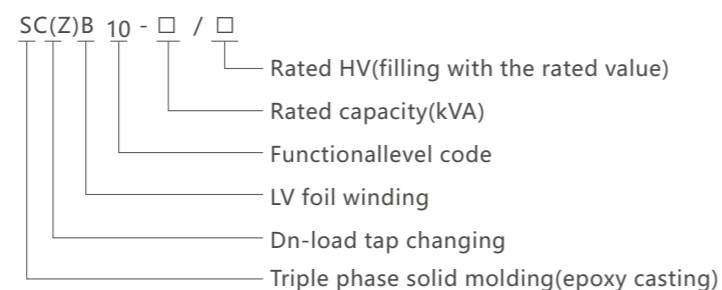 SC(Z)B 10 - □ / □
Rated HV(filling with the rated value)
Rated capacity(kVA)
Functionallevel code
LV foil winding
Dn-load tap changing
Triple phase solid molding(epoxy casting)